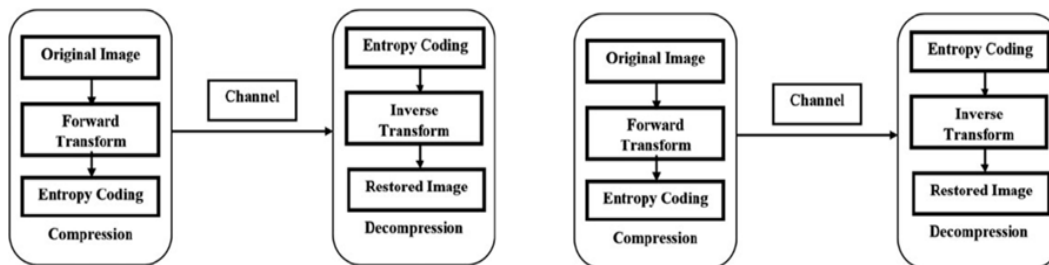 Original Image
Forward
Transform
Entropy Coding
Compression
Channel
Entropy Coding
Inverse
Transform
Restored Image
Decompression
Original Image
Forward
Transform
Entropy Coding
Compression
Channel
Entropy Coding
Inverse
Transform
Restored Image
Decompression